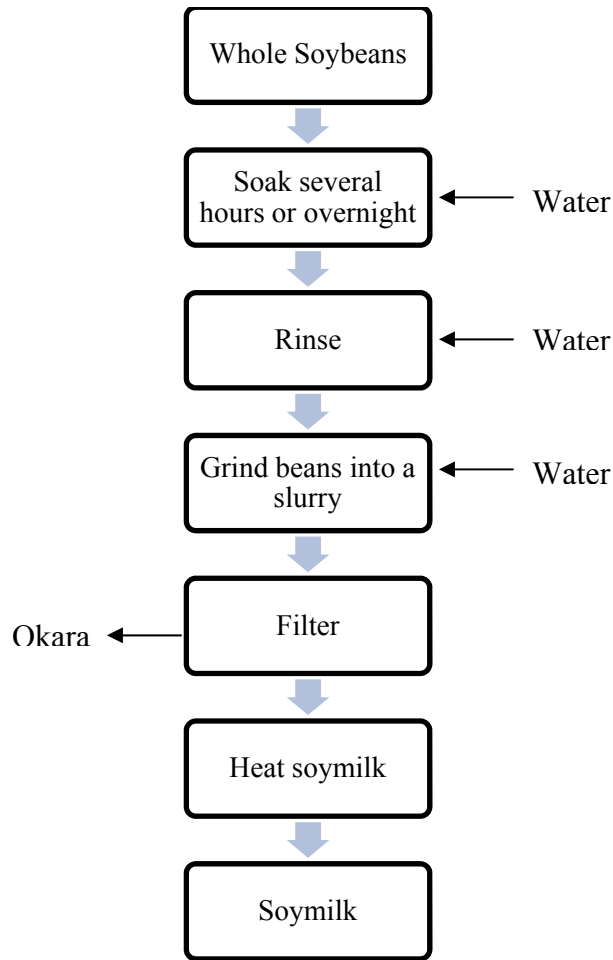 Whole Soybeans
Soak several
hours or overnight
Water
Rinse
Water
Grind beans into a
slurry
Water
Filter
Okara
Heat soymilk
Soymilk